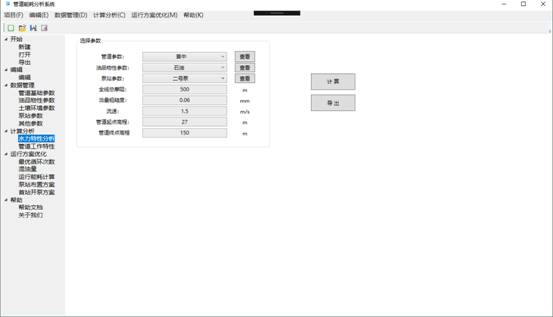 管道能耗分析系统
项目(F) 编辑(E) 数据管理(D) 计算分析(C) 运行方案优化(M) 帮助(K)
开始
新建
打开
导出
编辑
编辑
数据管理
管道基础参数
油品物性参数
土壤环境参数
泵站参数
其他参数
计算分析
水力特性分析
管道工作特性
运行方案优化
最优循环次数
混油量
运行能耗计算
泵站布置方案
首站开泵方案
帮助
帮助文档
关于我们
选择参数
管道参数: 晋中 查看
油品物性参数: 石油 查看
泵站参数: 二号泵 查看
全线总摩阻: 500 m
当量粗糙度: 0.06 mm
流速: 1.5 m/s
管道起点高程: 27 m
管道终点高程 150 m
计 算
导 出